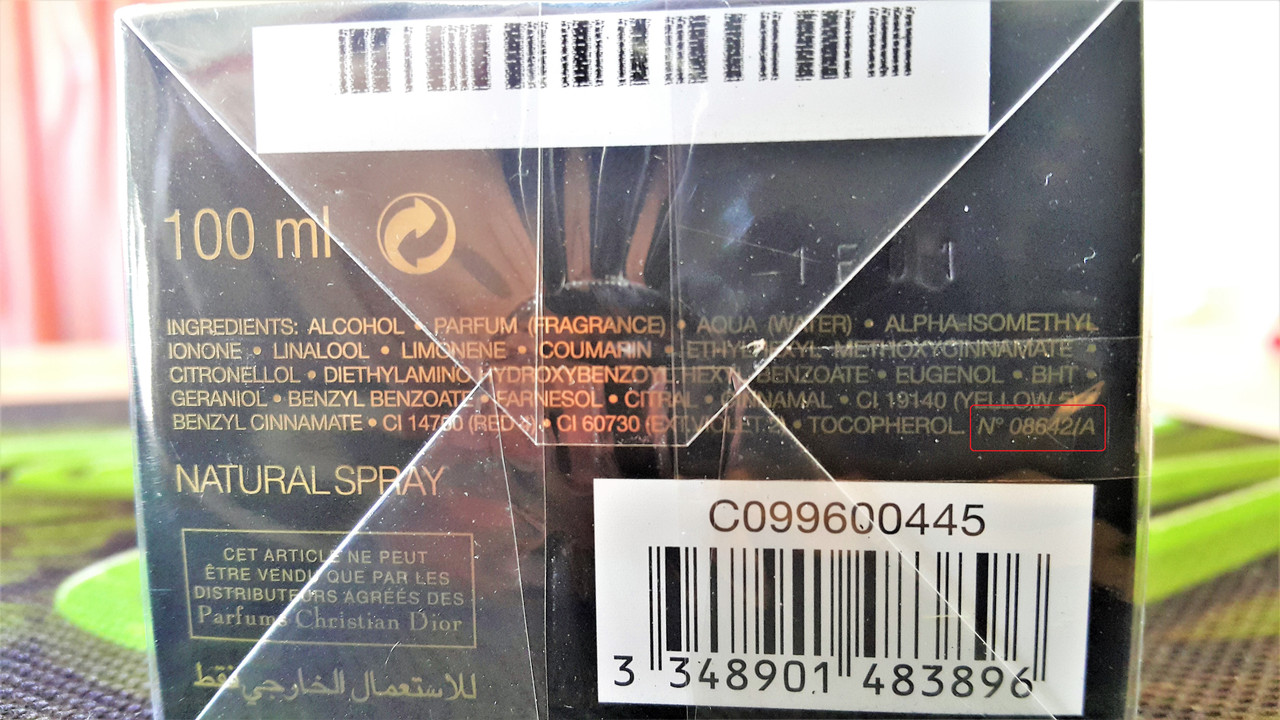 100 ml
INGREDIENTS: ALCOHOL • PARFUM (FRAGRANCE) • AQUA (WATER) • ALPHA-ISOMETHYL
IONONE • LINALOOL • LIMONENE • COUMARIN • ETHYLHEXYL METHOXYCINNAMATE •
CITRONELLOL • DIETHYLAMINO HYDROXYBENZOYL HEXYL BENZOATE • EUGENOL • BHT •
GERANIOL • BENZYL BENZOATE • FARNESOL • CITRAL • CINNAMAL • CI 19140 (YELLOW 5) •
BENZYL CINNAMATE • CI 14700 (RED 4) • CI 60730 (EXT. VIOLET 2) • TOCOPHEROL N° 08642/A
NATURAL SPRAY
CET ARTICLE NE PEUT
ÊTRE VENDU QUE PAR LES
DISTRIBUTEURS AGRÉÉS DES
Parfums Christian Dior
للاستعمال الخارجي فقط
C099600445
3 348901 483896